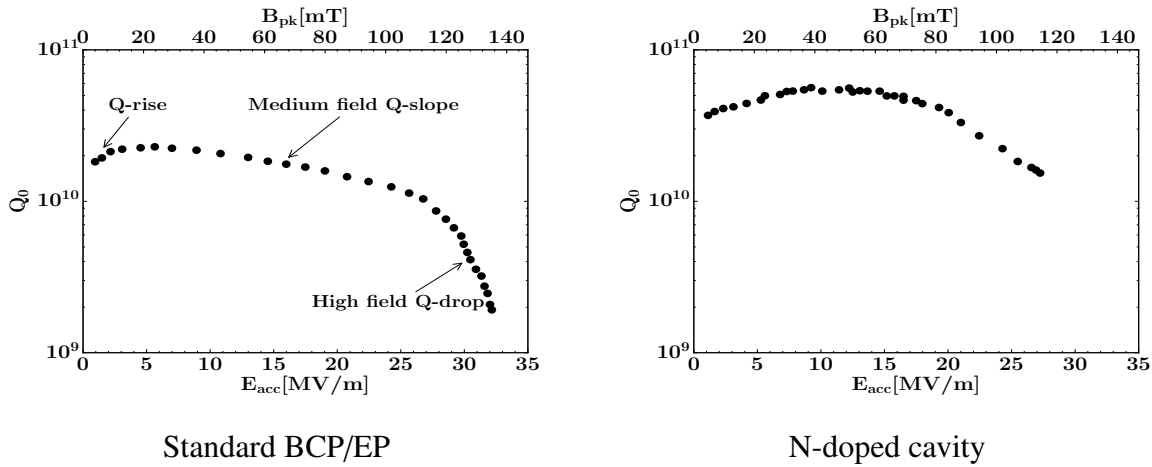 B_pk[mT]
0 20 40 60 80 100 120 140
10^11
Q-rise
Medium field Q-slope
Q_0
10^10
High field Q-drop
10^9
0 5 10 15 20 25 30 35
E_acc[MV/m]
Standard BCP/EP
B_pk[mT]
0 20 40 60 80 100 120 140
10^11
Q_0
10^10
10^9
0 5 10 15 20 25 30 35
E_acc[MV/m]
N-doped cavity